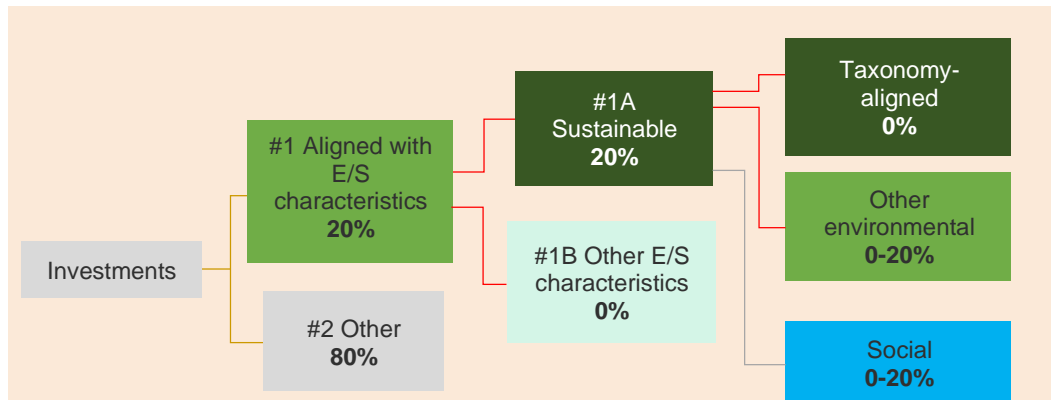 Investments
#1 Aligned with
E/S
characteristics
20%
#2 Other
80%
#1A
Sustainable
20%
#1B Other E/S
characteristics
0%
Taxonomy-
aligned
0%
Other
environmental
0-20%
Social
0-20%